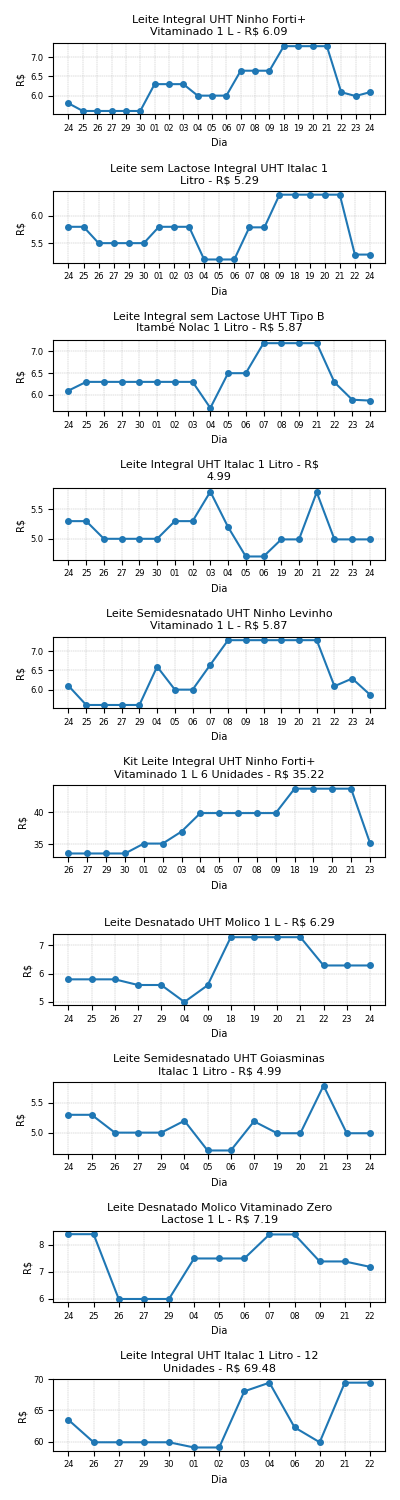 Leite Integral UHT Ninho Forti+
Vitaminado 1 L - R$ 6.09
7.0
6.5
6.0
R$
24 25 26 27 29 30 01 02 03 04 05 06 07 08 09 18 19 20 21 22 23 24
Dia
Leite sem Lactose Integral UHT Italac 1
Litro - R$ 5.29
6.0
5.5
R$
24 25 26 27 29 30 01 02 03 04 05 06 07 08 09 18 19 20 21 22 24
Dia
Leite Integral sem Lactose UHT Tipo B
Itambé Nolac 1 Litro - R$ 5.87
7.0
6.5
6.0
R$
24 25 26 27 29 30 01 02 03 04 05 06 07 08 09 19 21 22 23 24
Dia
Leite Integral UHT Italac 1 Litro - R$
4.99
5.5
5.0
R$
24 25 26 27 29 30 01 02 03 04 05 06 19 20 21 22 23 24
Dia
Leite Semidesnatado UHT Ninho Levinho
Vitaminado 1 L - R$ 5.87
7.0
6.5
6.0
R$
24 25 26 27 29 04 05 06 07 08 09 18 19 20 21 22 23 24
Dia
Kit Leite Integral UHT Ninho Forti+
Vitaminado 1 L 6 Unidades - R$ 35.22
40
35
R$
26 27 29 30 01 02 03 04 05 07 08 09 18 19 20 21 23
Dia
Leite Desnatado UHT Molico 1 L - R$ 6.29
7
6
5
R$
24 25 26 27 29 04 09 18 19 20 21 22 23 24
Dia
Leite Semidesnatado UHT Goiasminas
Italac 1 Litro - R$ 4.99
5.5
5.0
R$
24 25 26 27 29 04 05 06 07 19 20 21 23 24
Dia
Leite Desnatado Molico Vitaminado Zero
Lactose 1 L - R$ 7.19
8
7
6
R$
24 25 26 27 29 04 05 06 07 08 09 21 22
Dia
Leite Integral UHT Italac 1 Litro - 12
Unidades - R$ 69.48
70
65
60
R$
24 26 27 29 30 01 02 03 04 06 20 21 22
Dia